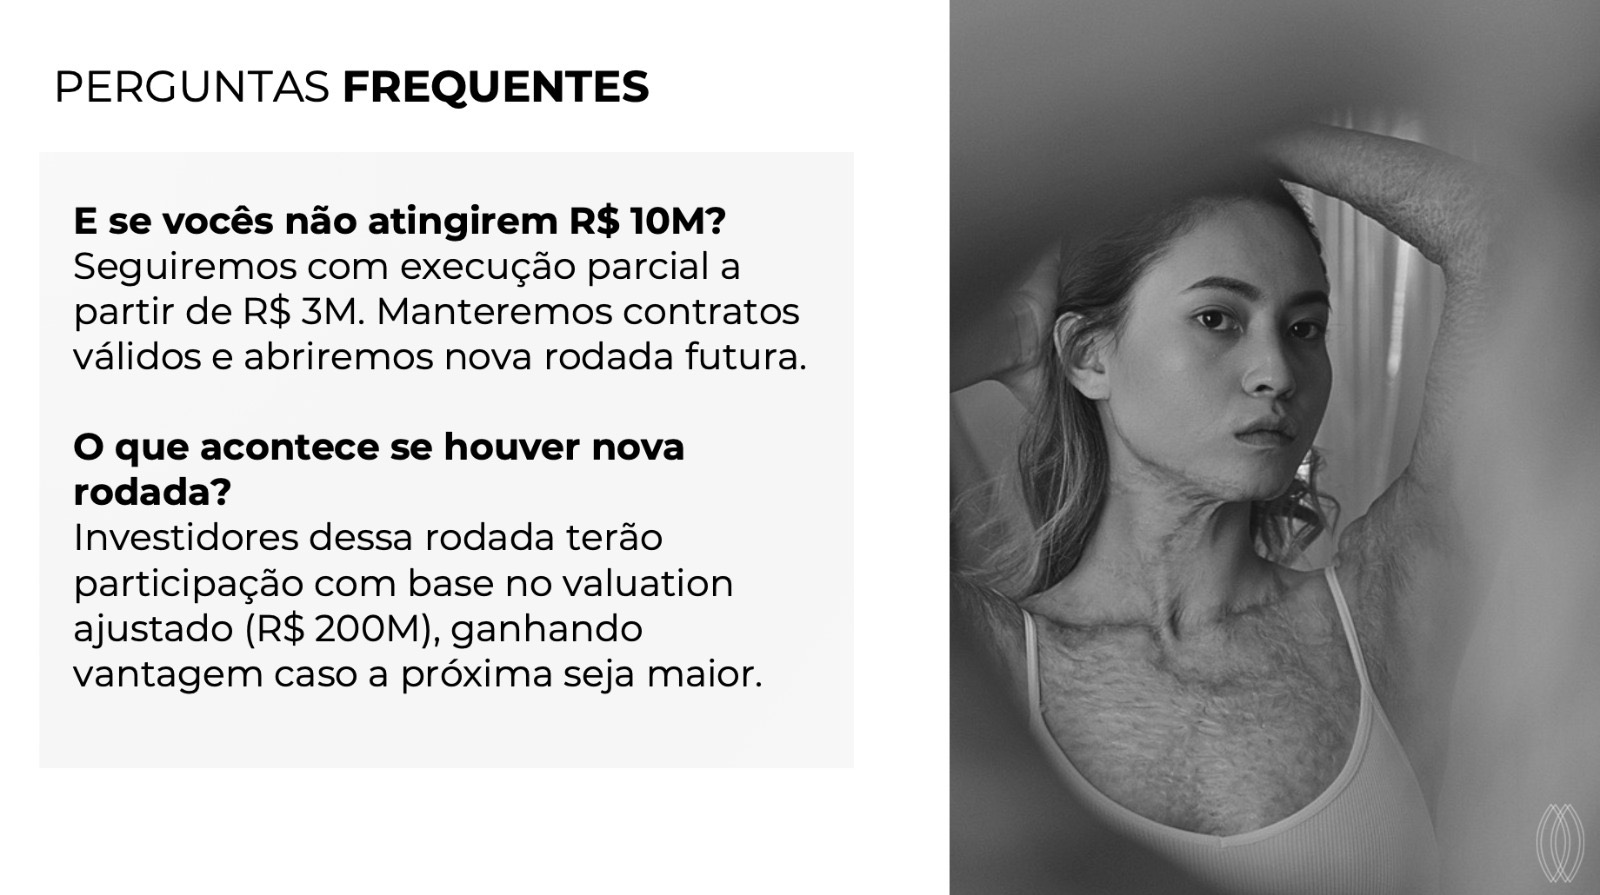 PERGUNTAS FREQUENTES
E se vocês não atingirem R$ 10M?
Seguiremos com execução parcial a
partir de R$ 3M. Manteremos contratos
válidos e abriremos nova rodada futura.
O que acontece se houver nova
rodada?
Investidores dessa rodada terão
participação com base no valuation
ajustado (R$ 200M), ganhando
vantagem caso a próxima seja maior.